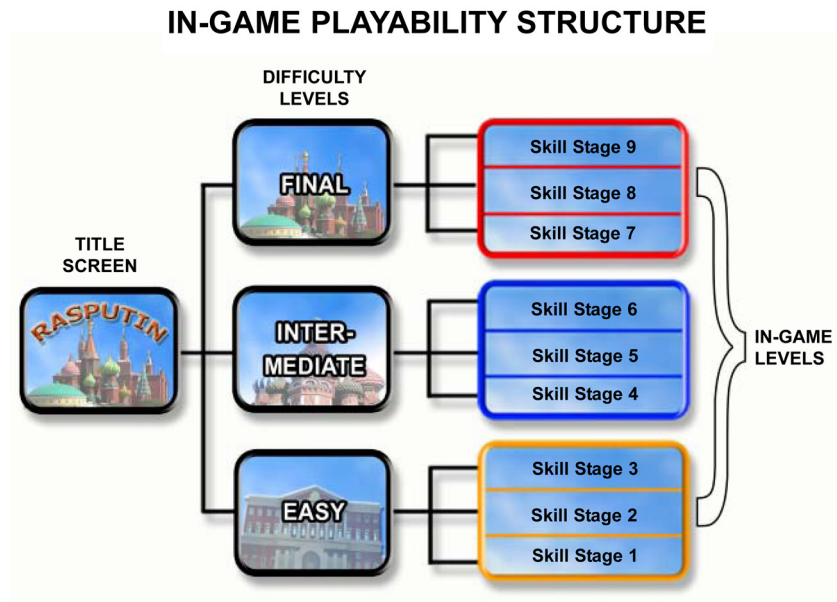 IN-GAME PLAYABILITY STRUCTURE
DIFFICULTY
LEVELS
TITLE
SCREEN
RASPUTIN
FINAL
Skill Stage 9
Skill Stage 8
Skill Stage 7
INTER-
MEDIATE
Skill Stage 6
Skill Stage 5
Skill Stage 4
EASY
Skill Stage 3
Skill Stage 2
Skill Stage 1
IN-GAME
LEVELS